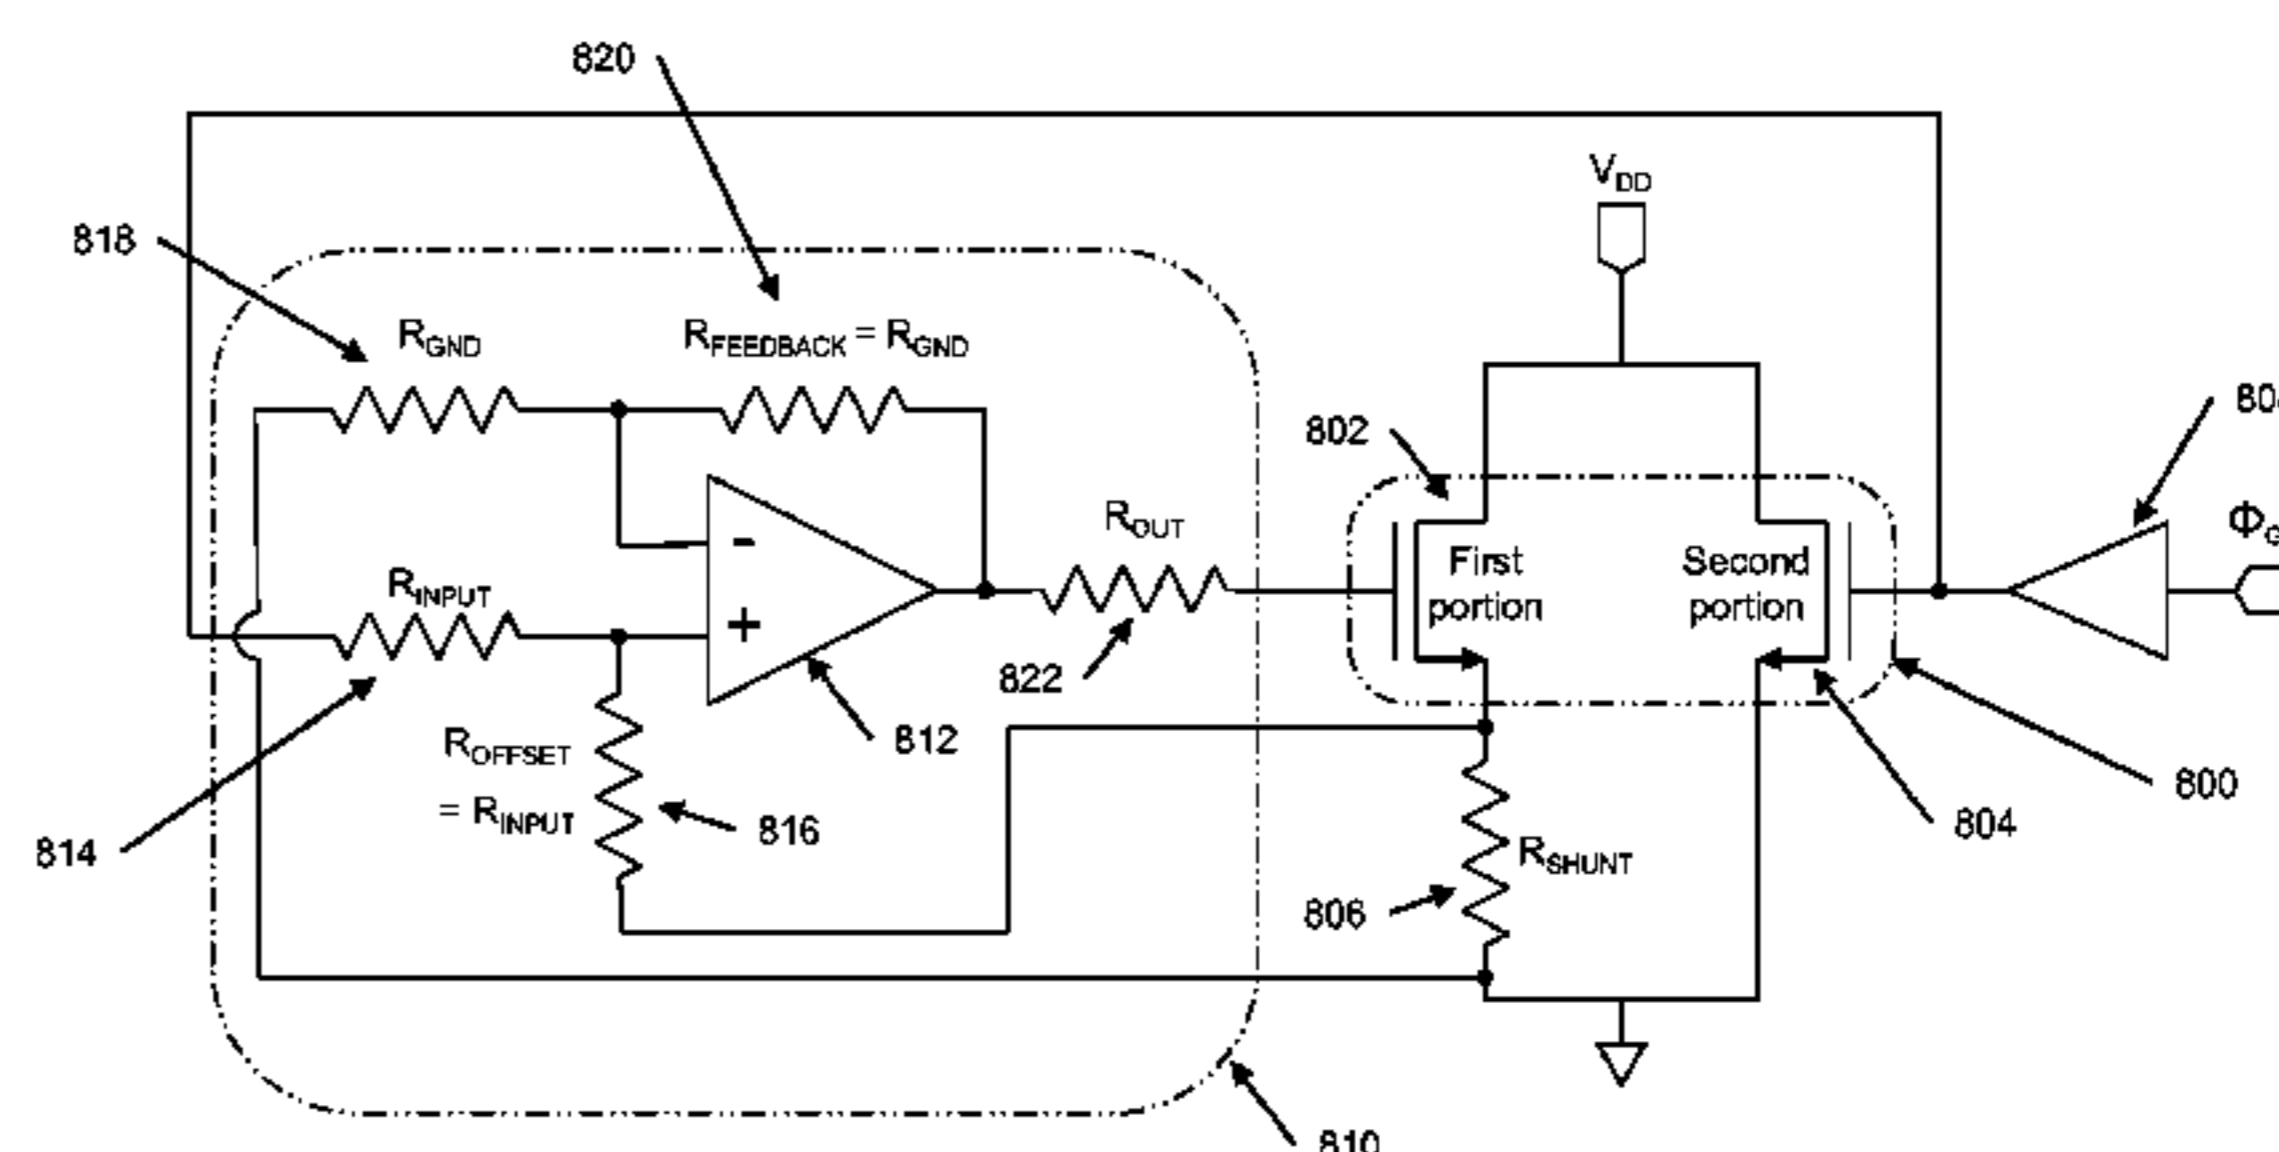 820
V_DD
818
R_GND
R_FEEDBACK = R_GND
802
R_OUT
Φ
First
portion
Second
portion
R_INPUT
-
+
822
812
R_OFFSET
= R_INPUT
816
814
800
804
R_SHUNT
806
810